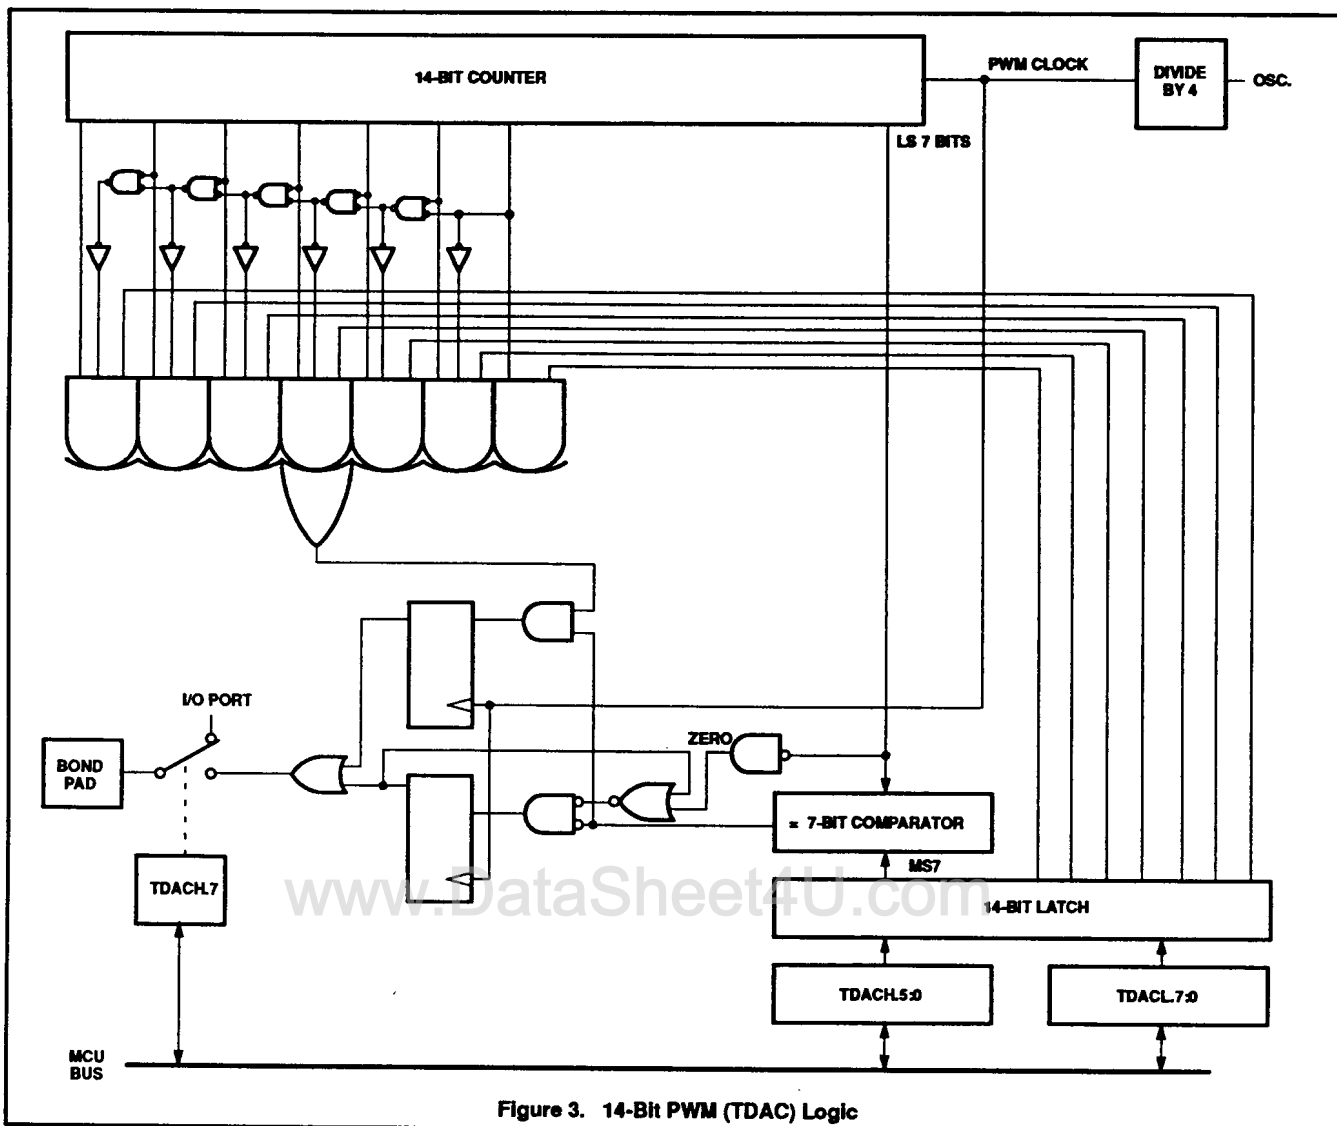 14-BIT COUNTER
PWM CLOCK
DIVIDE
BY 4
OSC.
LS 7 BITS
I/O PORT
BOND
PAD
ZERO
= 7-BIT COMPARATOR
MS7
TDACH.7
www.DataSheet4U.com
14-BIT LATCH
TDACH.5:0
TDACL.7:0
MCU
BUS
Figure 3. 14-Bit PWM (TDAC) Logic